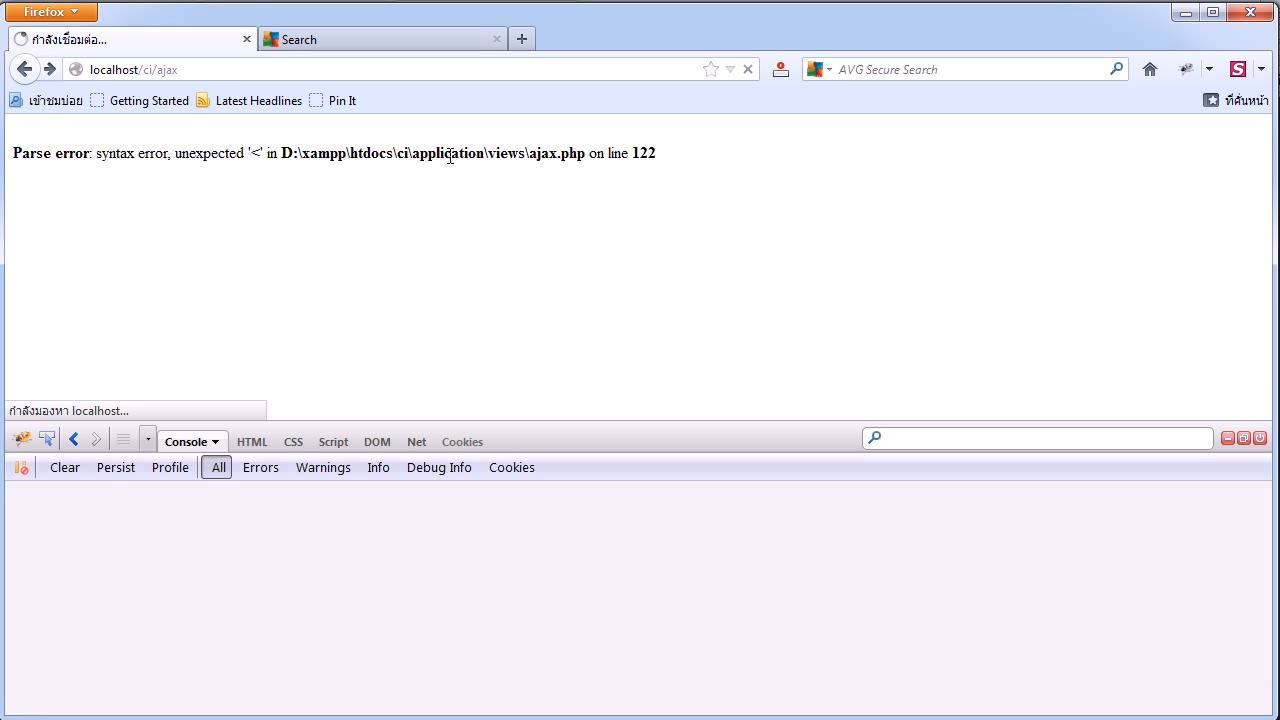 Firefox
กำลังเชื่อมต่อ...
Search
localhost/ci/ajax
AVG Secure Search
เข้าชมบ่อย Getting Started Latest Headlines Pin It
ที่คั่นหน้า
Parse error: syntax error, unexpected '<' in D:\xampp\htdocs\ci\application\views\ajax.php on line 122
กำลังมองหา localhost...
Console HTML CSS Script DOM Net Cookies
Clear Persist Profile All Errors Warnings Info Debug Info Cookies